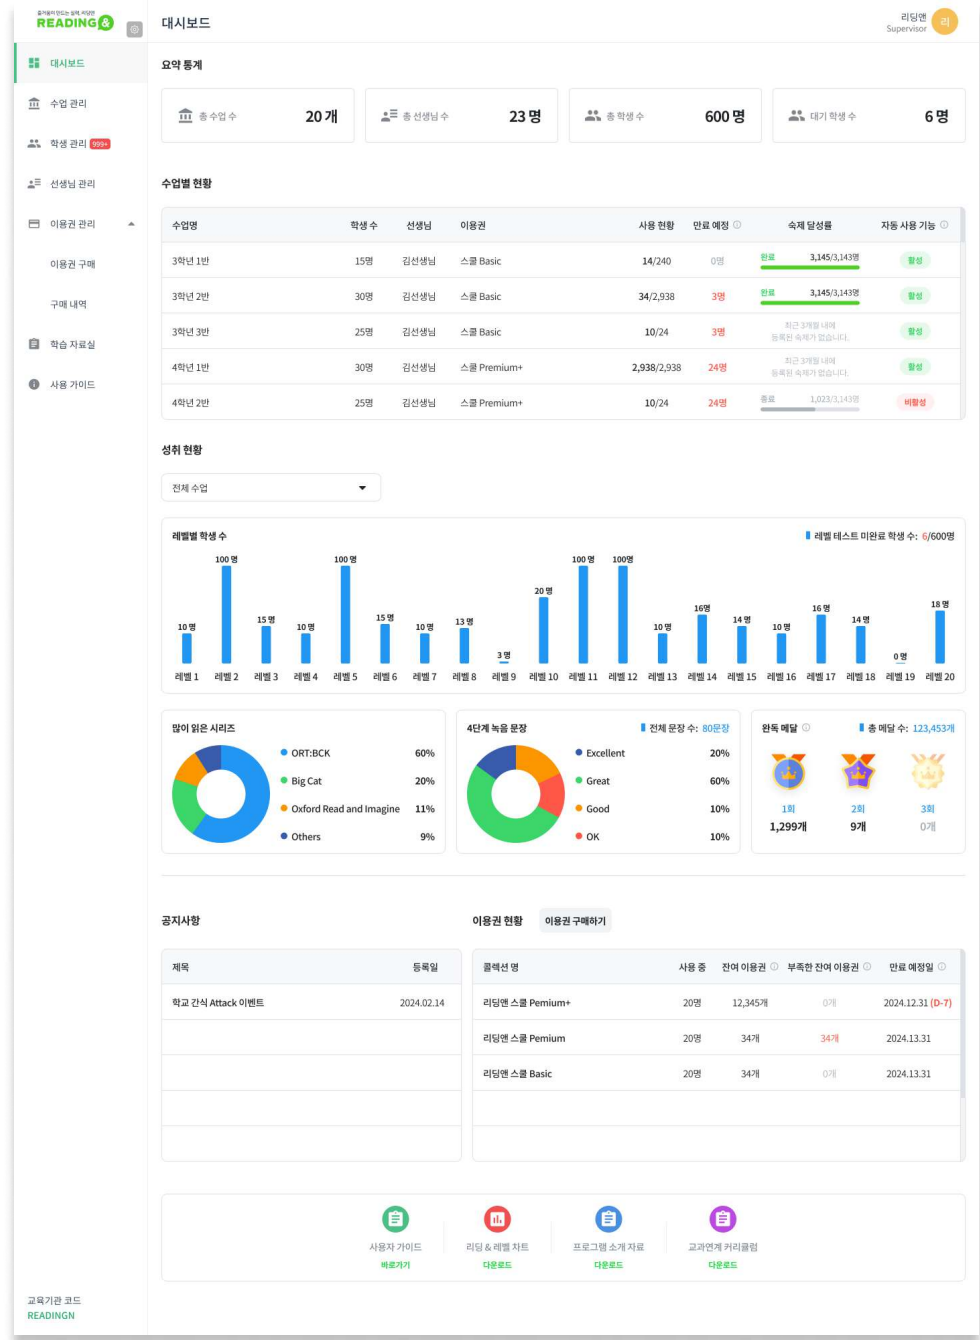 즐거움이 만드는 실력, 리딩앤
READING&
대시보드
리딩앤
Supervisor
리
대시보드
수업 관리
학생 관리 999+
선생님 관리
이용권 관리
이용권 구매
구매 내역
학습 자료실
사용 가이드
요약 통계
총 수업 수 20 개
총 선생님 수 23 명
총 학생 수 600 명
대기 학생 수 6 명
수업별 현황
수업명 학생 수 선생님 이용권 사용 현황 만료 예정 숙제 달성률 자동 사용 기능
3학년 1반 15명 김선생님 스쿨 Basic 14/240 0명 완료 3,145/3,143명 활성
3학년 2반 30명 김선생님 스쿨 Basic 34/2,938 3명 완료 3,145/3,143명 활성
3학년 3반 25명 김선생님 스쿨 Basic 10/24 3명 최근 3개월 내에 등록된 숙제가 없습니다. 활성
4학년 1반 30명 김선생님 스쿨 Premium+ 2,938/2,938 24명 최근 3개월 내에 등록된 숙제가 없습니다. 활성
4학년 2반 25명 김선생님 스쿨 Premium+ 10/24 24명 종료 1,023/3,143명 비활성
성취 현황
전체 수업
레벨별 학생 수
레벨 테스트 미완료 학생 수: 6/600명
10 명 100 명 15 명 10 명 100 명 15 명 10 명 13 명 3 명 20 명 100 명 100명 10 명 16명 14 명 10 명 16 명 14 명 0 명 18 명
레벨 1 레벨 2 레벨 3 레벨 4 레벨 5 레벨 6 레벨 7 레벨 8 레벨 9 레벨 10 레벨 11 레벨 12 레벨 13 레벨 14 레벨 15 레벨 16 레벨 17 레벨 18 레벨 19 레벨 20
많이 읽은 시리즈
ORT:BCK 60%
Big Cat 20%
Oxford Read and Imagine 11%
Others 9%
4단계 녹음 문장
전체 문장 수: 80문장
Excellent 20%
Great 60%
Good 10%
OK 10%
완독 메달
총 메달 수: 123,453개
1회 2회 3회
1,299개 9개 0개
공지사항
제목 등록일
학교 간식 Attack 이벤트 2024.02.14
이용권 현황 이용권 구매하기
콜렉션 명 사용 중 잔여 이용권 부족한 잔여 이용권 만료 예정일
리딩앤 스쿨 Pemium+ 20명 12,345개 0개 2024.12.31 (D-7)
리딩앤 스쿨 Pemium 20명 34개 34개 2024.13.31
리딩앤 스쿨 Basic 20명 34개 0개 2024.13.31
사용자 가이드
바로가기
리딩 & 레벨 차트
다운로드
프로그램 소개 자료
다운로드
교과연계 커리큘럼
다운로드
교육기관 코드
READINGN